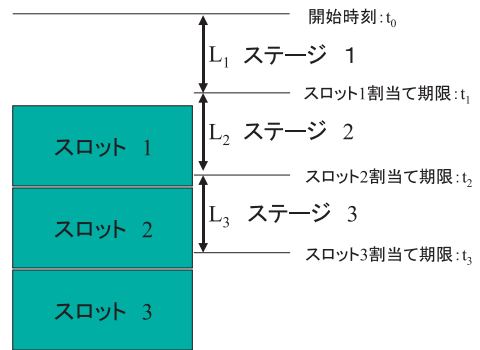 開始時刻:t₀
L₁ ステージ 1
スロット1割当て期限:t₁
スロット 1
L₂ ステージ 2
スロット2割当て期限:t₂
スロット 2
L₃ ステージ 3
スロット3割当て期限:t₃
スロット 3